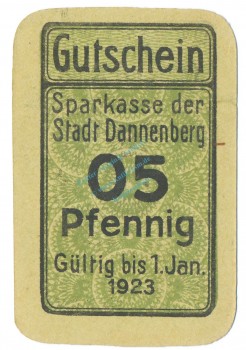 Gutschein
Sparkasse der
Stadt Dannenberg
05
Pfennig
Gültig bis 1. Jan.
1923